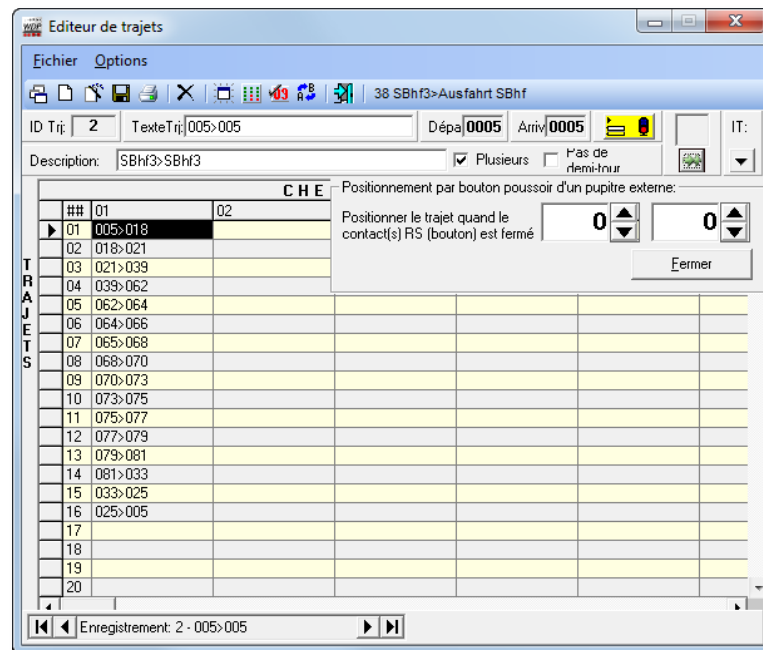 WDP Editeur de trajets
Fichier Options
38 SBhf3>Ausfahrt SBhf
ID Trj: 2 TexteTrj: 005>005 Dépa 0005 Arriv 0005 IT:
Description: SBhf3>SBhf3 Plusieurs Pas de demi-tour
Positionnement par bouton poussoir d'un pupitre externe:
Positionner le trajet quand le
contact(s) RS (bouton) est fermé 0 0
Fermer
C H E
## 01 02
TRAJETS
01 005>018
02 018>021
03 021>039
04 039>062
05 062>064
06 064>066
07 065>068
08 068>070
09 070>073
10 073>075
11 075>077
12 077>079
13 079>081
14 081>033
15 033>025
16 025>005
17
18
19
20
Enregistrement: 2 - 005>005